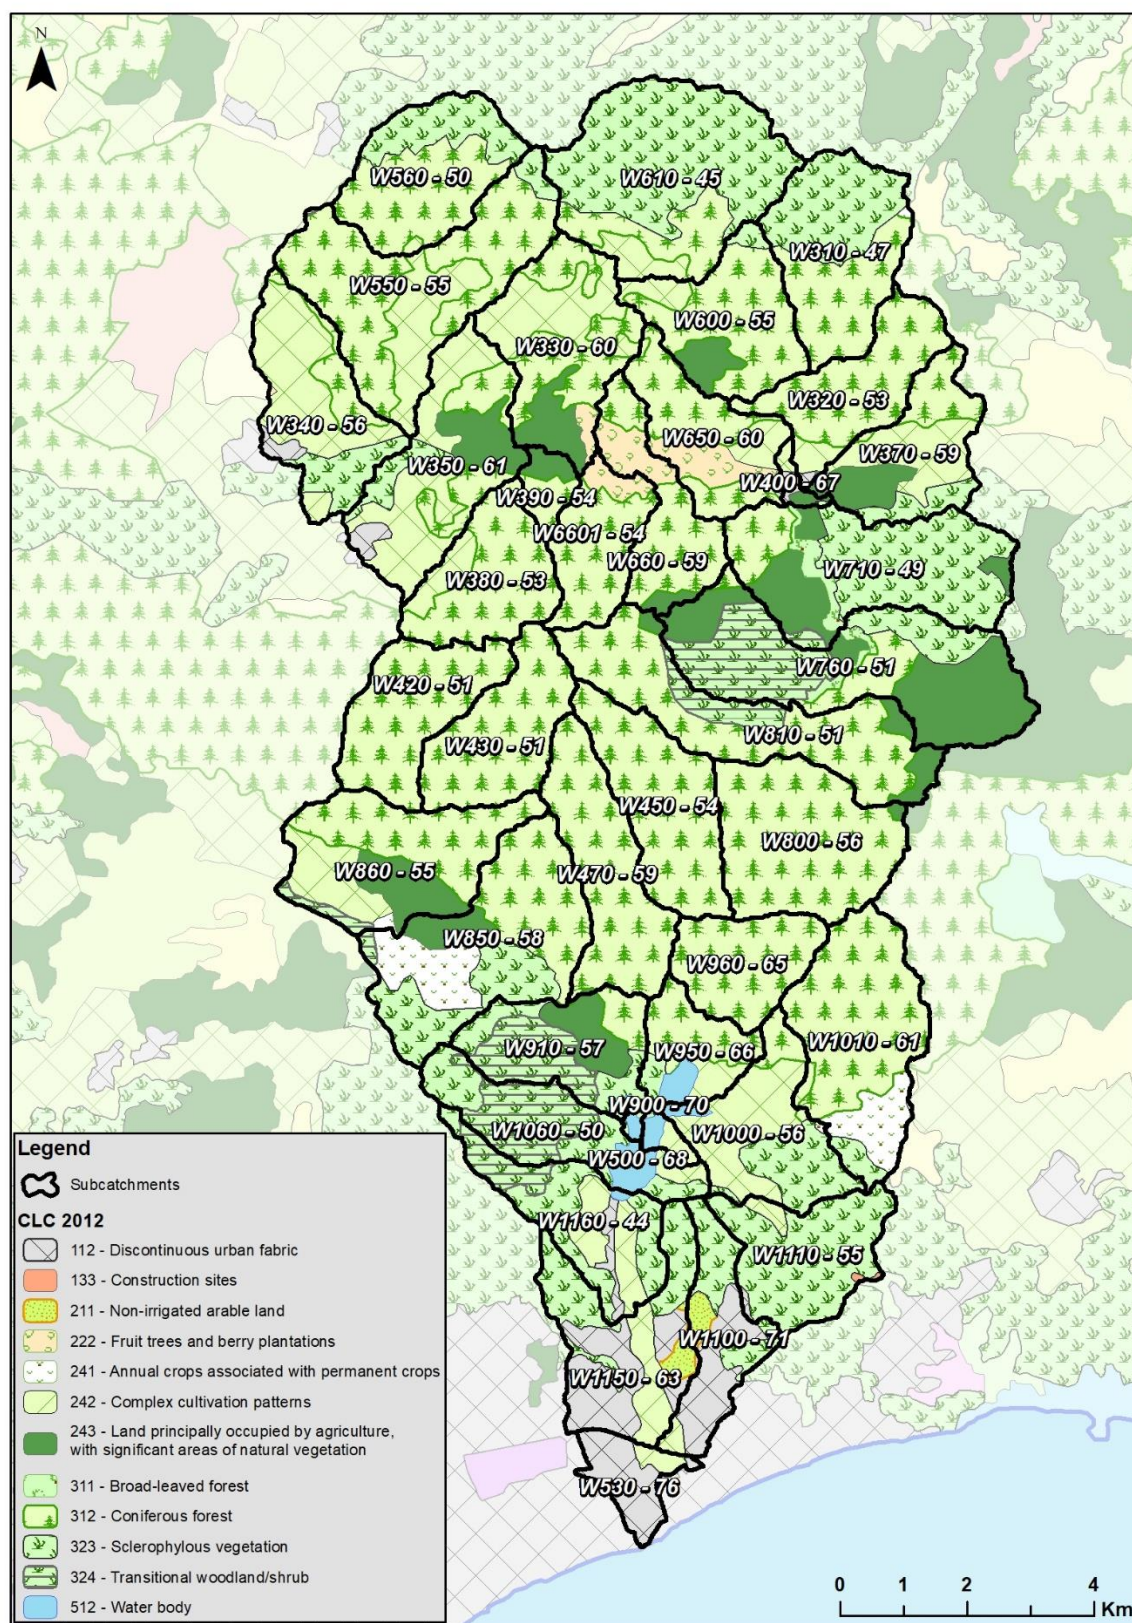 N
W560 - 50
W610 - 45
W310 - 47
W550 - 55
W600 - 55
W330 - 60
W320 - 53
W340 - 56
W650 - 60
W370 - 59
W350 - 61
W400 - 67
W390 - 54
W6601 - 54
W660 - 59
W710 - 49
W380 - 53
W760 - 51
W420 - 51
W810 - 51
W430 - 51
W450 - 54
W800 - 56
W860 - 55
W470 - 59
W850 - 58
W960 - 65
W910 - 57
W950 - 66
W1010 - 61
W900 - 70
W1060 - 50
W1000 - 56
W500 - 68
W1160 - 44
W1110 - 55
W1100 - 71
W1150 - 63
W530 - 76
Legend
Subcatchments
CLC 2012
112 - Discontinuous urban fabric
133 - Construction sites
211 - Non-irrigated arable land
222 - Fruit trees and berry plantations
241 - Annual crops associated with permanent crops
242 - Complex cultivation patterns
243 - Land principally occupied by agriculture,
with significant areas of natural vegetation
311 - Broad-leaved forest
312 - Coniferous forest
323 - Sclerophylous vegetation
324 - Transitional woodland/shrub
512 - Water body
0 1 2 4
Km